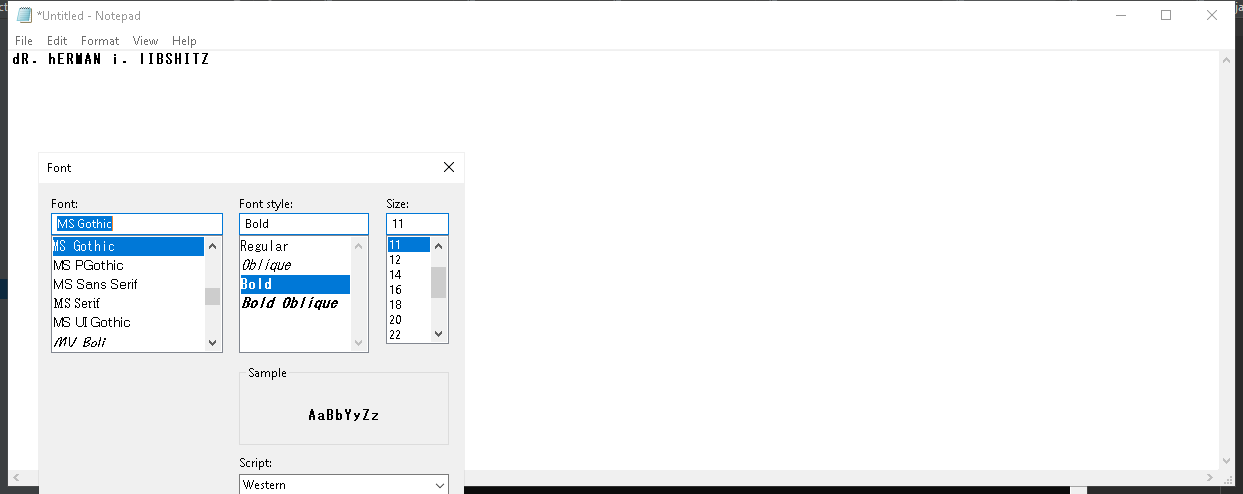 *Untitled - Notepad
File Edit Format View Help
dR. hERMAN i. lIBSHITZ
Font
Font: Font style: Size:
MS Gothic Bold 11
MS Gothic Regular 11
MS PGothic Oblique 12
MS Sans Serif Bold 14
MS Serif Bold Oblique 16
MS UI Gothic 18
MV Boli 20
22
Sample
AaBbYyZz
Script:
Western